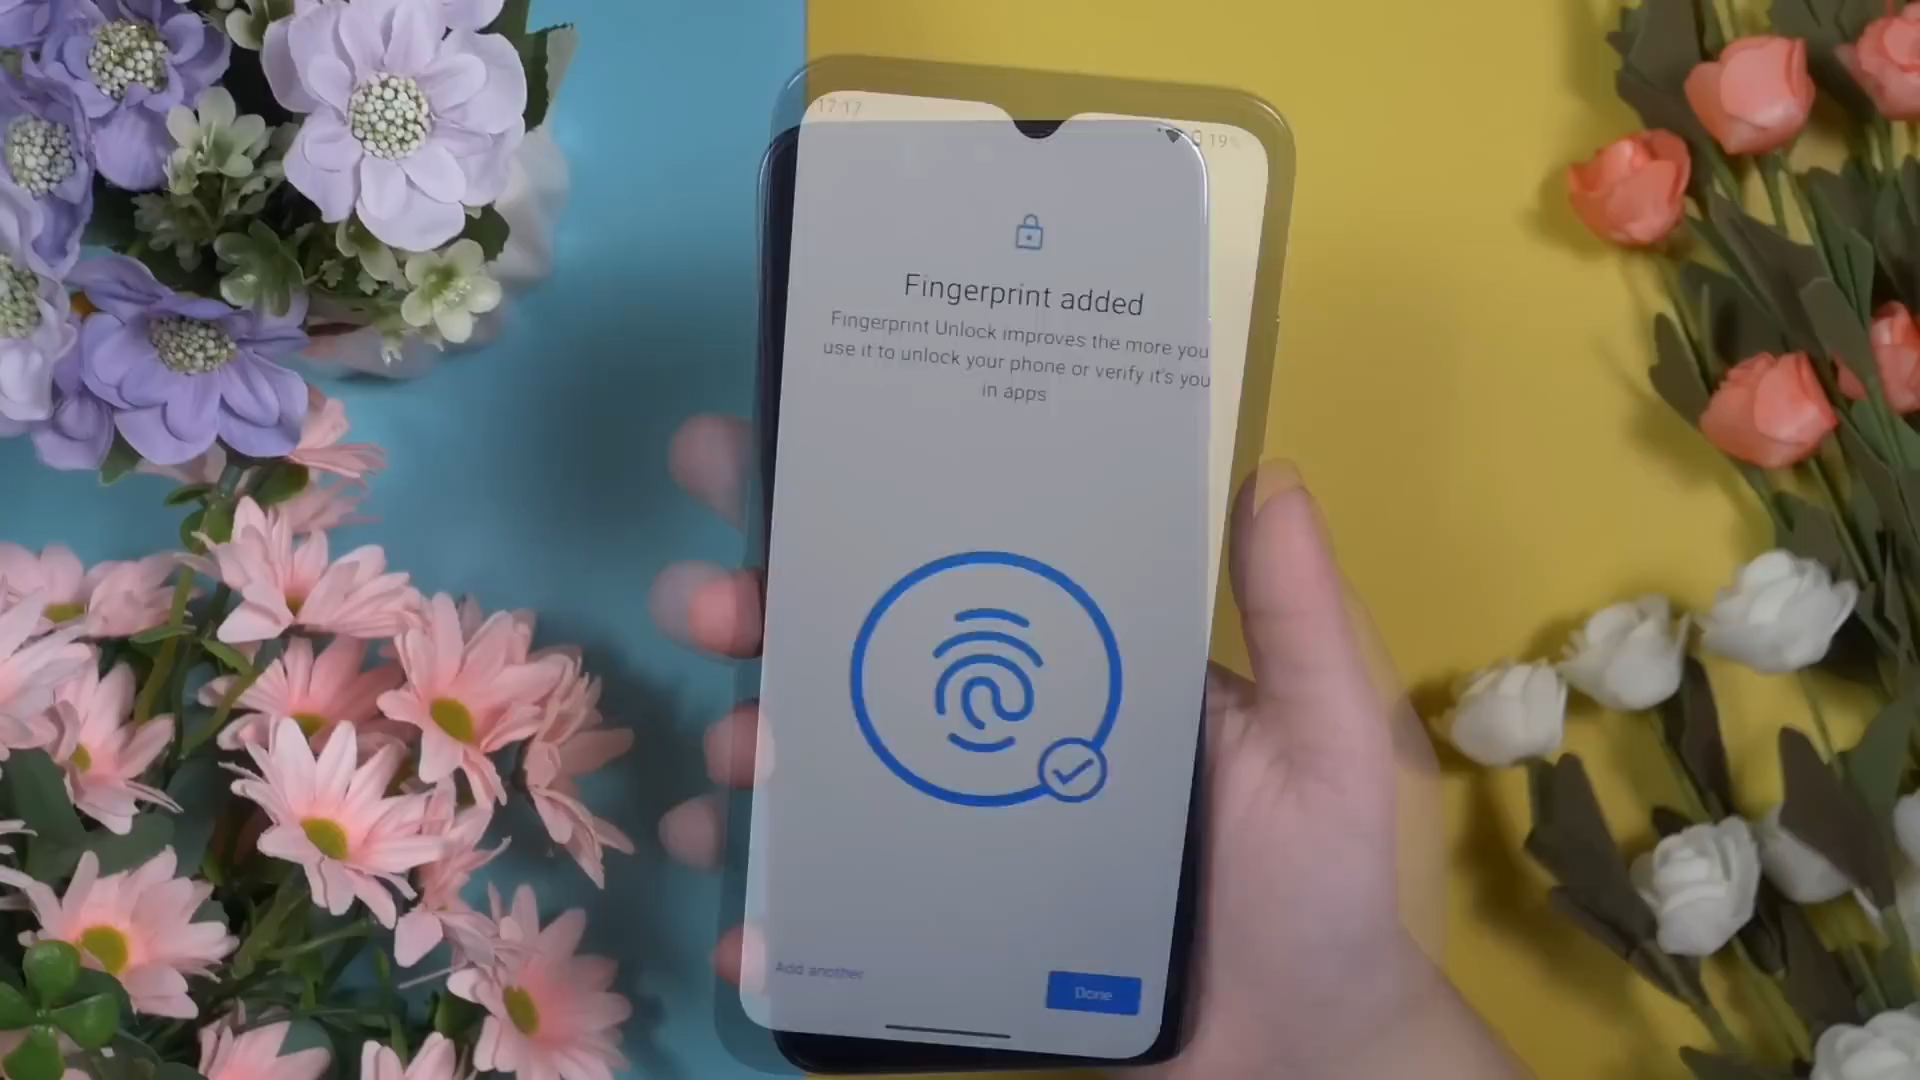 17:17
19%
Fingerprint added
Fingerprint Unlock improves the more you
use it to unlock your phone or verify it's you
in apps
Add another
Done